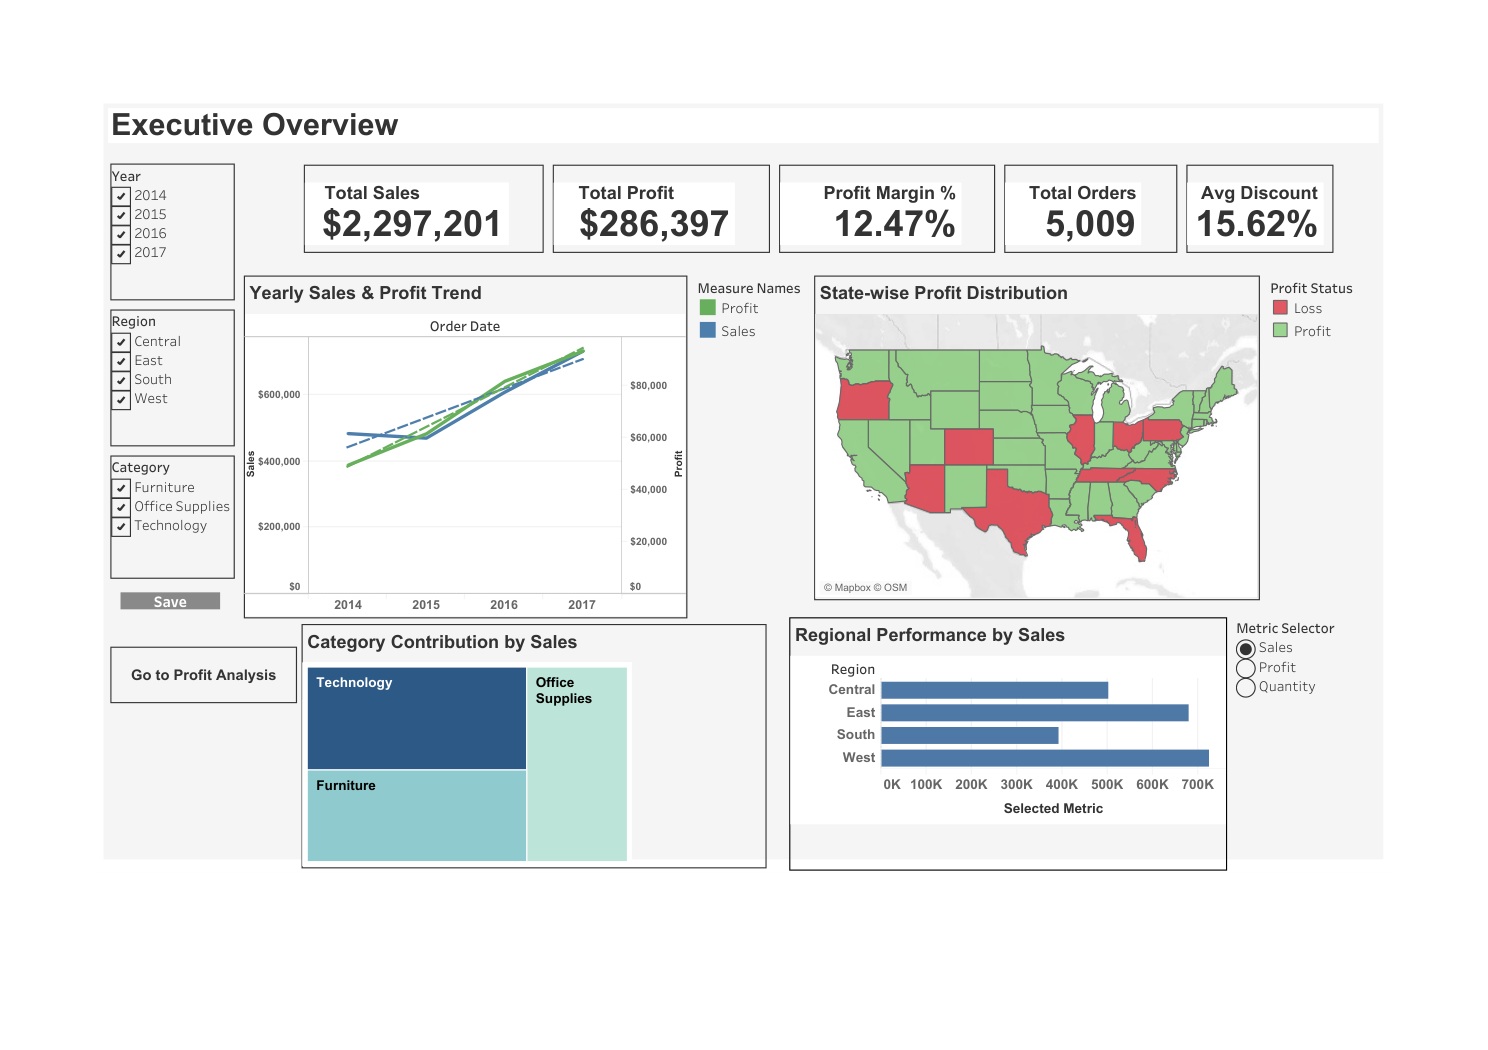 Executive Overview
Year
2014
2015
2016
2017
Region
Central
East
South
West
Category
Furniture
Office Supplies
Technology
Save
Go to Profit Analysis
Total Sales
$2,297,201
Total Profit
$286,397
Profit Margin %
12.47%
Total Orders
5,009
Avg Discount
15.62%
Yearly Sales & Profit Trend
Order Date
Sales
$600,000
$400,000
$200,000
$0
Profit
$80,000
$60,000
$40,000
$20,000
$0
2014 2015 2016 2017
Measure Names
Profit
Sales
State-wise Profit Distribution
© Mapbox © OSM
Profit Status
Loss
Profit
Category Contribution by Sales
Technology
Furniture
Office
Supplies
Regional Performance by Sales
Region
Central
East
South
West
0K 100K 200K 300K 400K 500K 600K 700K
Selected Metric
Metric Selector
Sales
Profit
Quantity